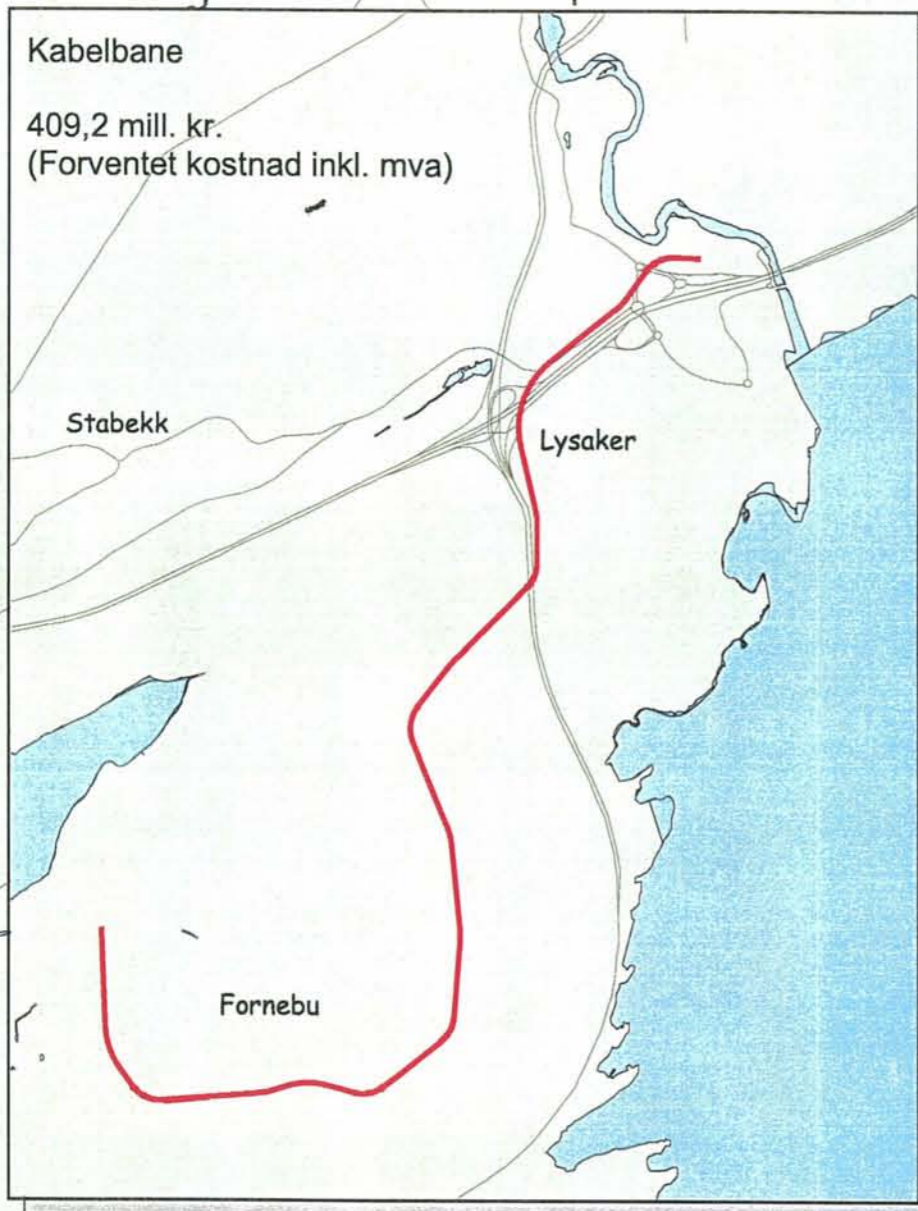 Kabelbane
409,2 mill. kr.
(Forventet kostnad inkl. mva)
Stabekk
Lysaker
Fornebu